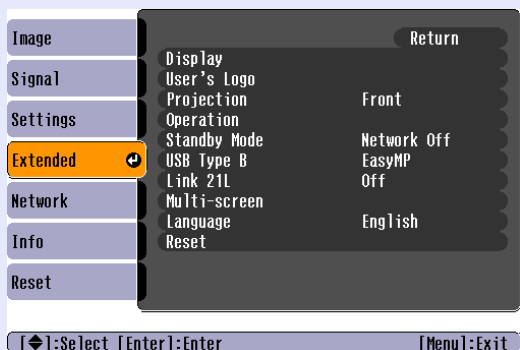 Image
Signal
Settings
Extended
Network
Info
Reset
Return
Display
User's Logo
Projection Front
Operation
Standby Mode Network Off
USB Type B EasyMP
Link 21L Off
Multi-screen
Language English
Reset
[◆]:Select [Enter]:Enter [Menu]:Exit